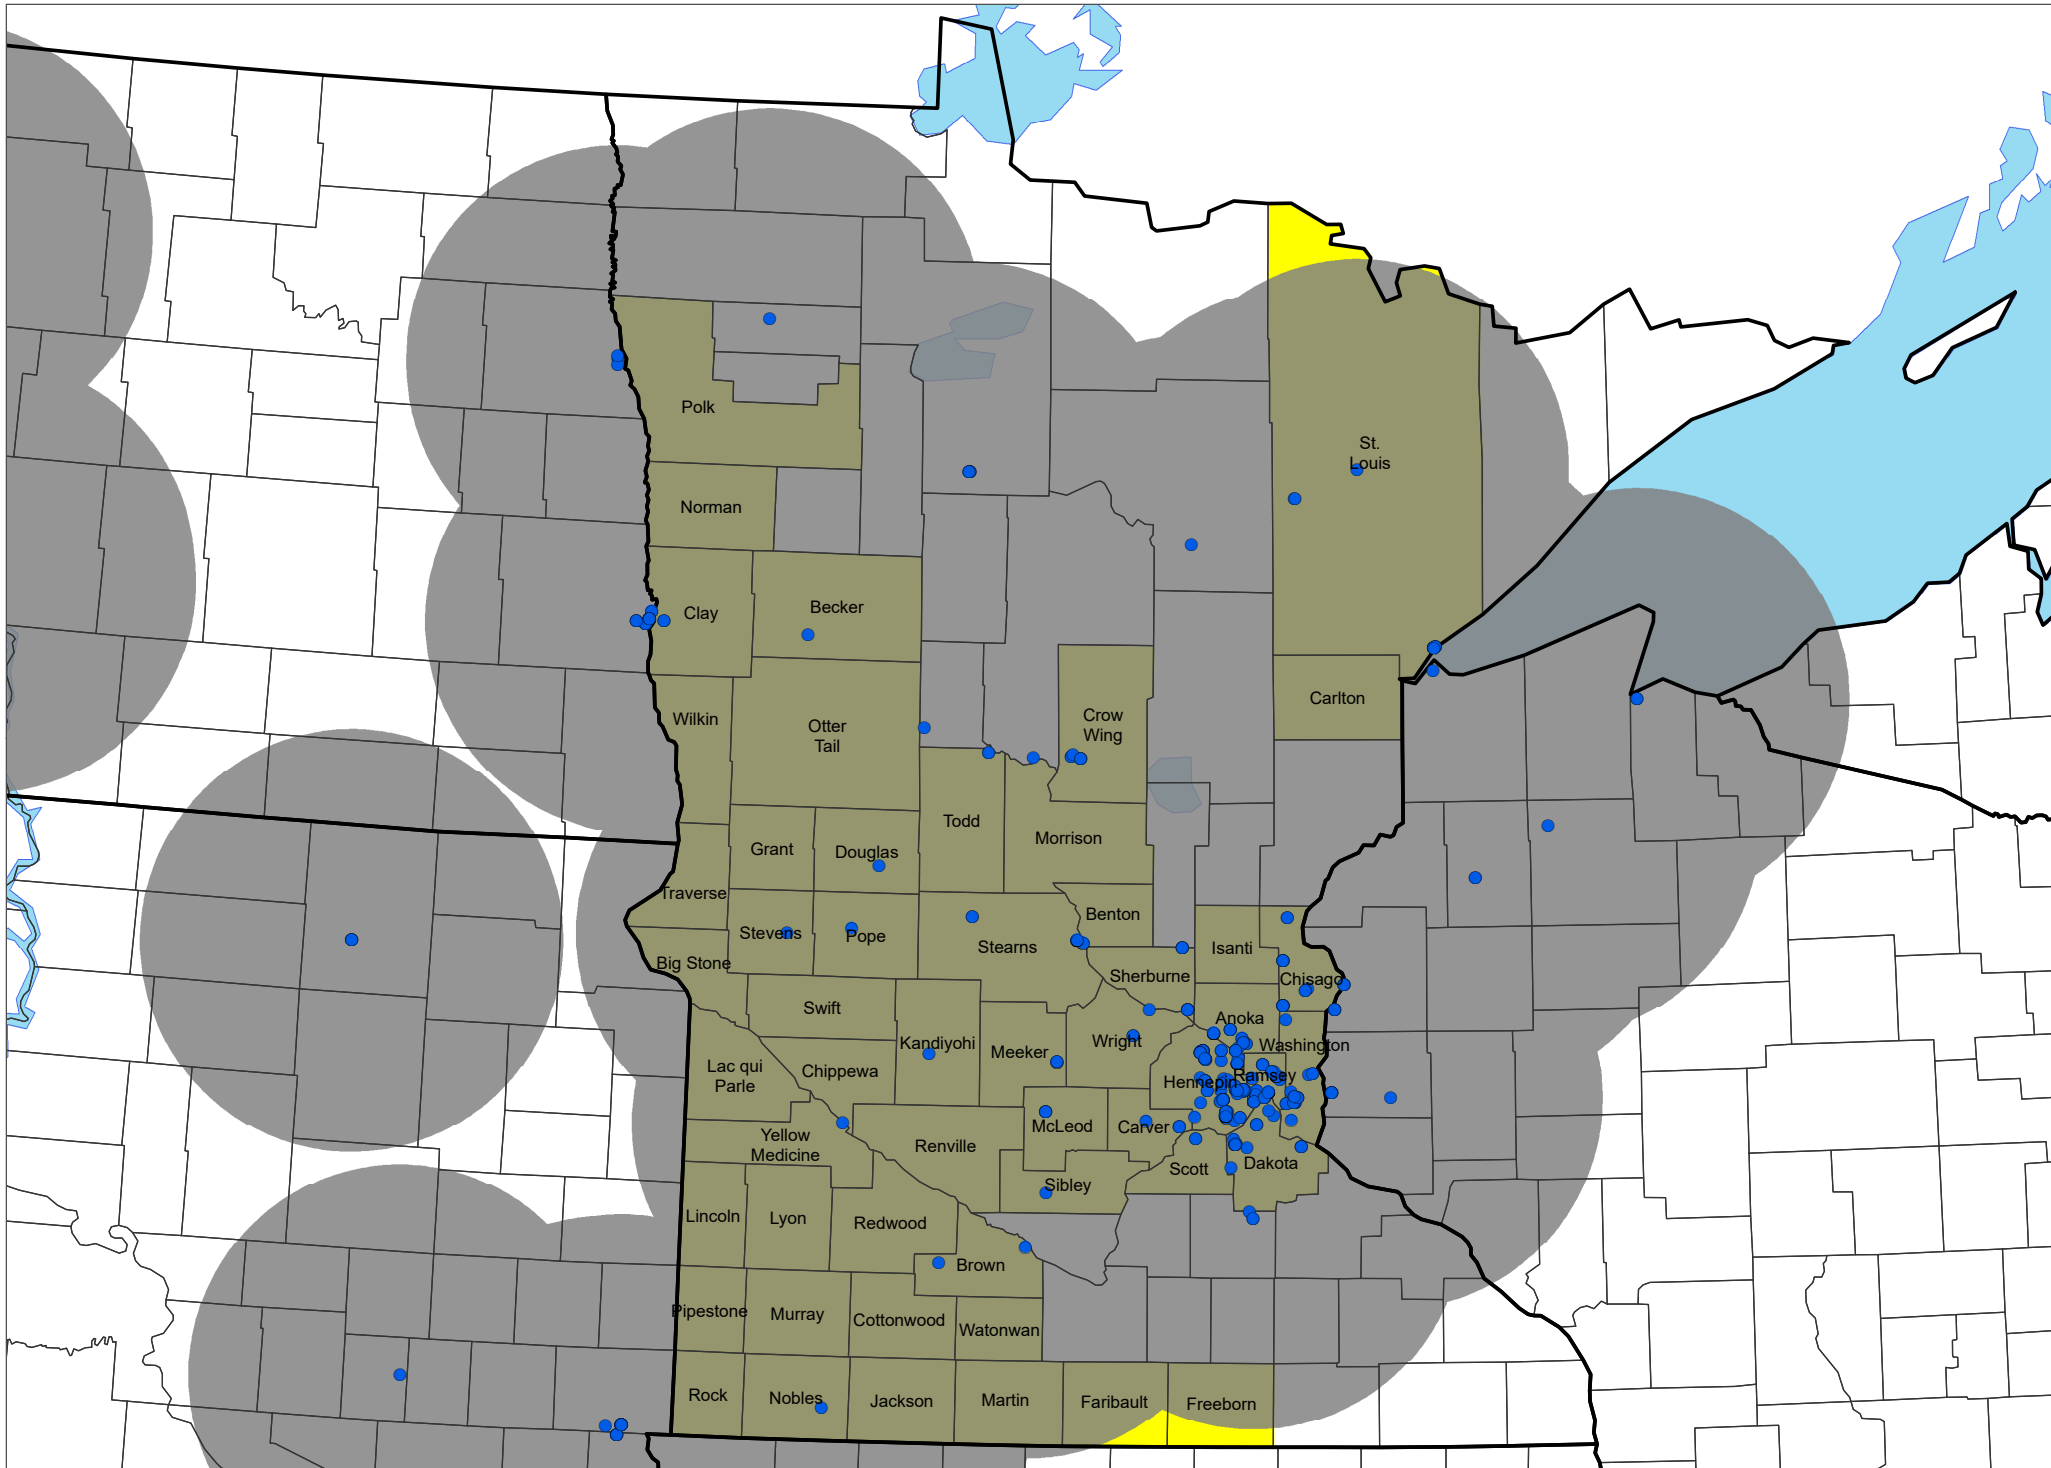 Polk
St.
Louis
Norman
Clay
Becker
Carlton
Wilkin
Otter
Tail
Crow
Wing
Todd
Morrison
Grant
Douglas
Traverse
Benton
Stevens
Pope
Stearns
Isanti
Big Stone
Sherburne
Chisago
Swift
Anoka
Kandiyohi
Meeker
Wright
Washington
Lac qui
Parle
Chippewa
Hennepin
Ramsey
McLeod
Carver
Yellow
Medicine
Renville
Scott
Dakota
Sibley
Lincoln
Lyon
Redwood
Brown
Pipestone
Murray
Cottonwood
Watonwan
Rock
Nobles
Jackson
Martin
Faribault
Freeborn